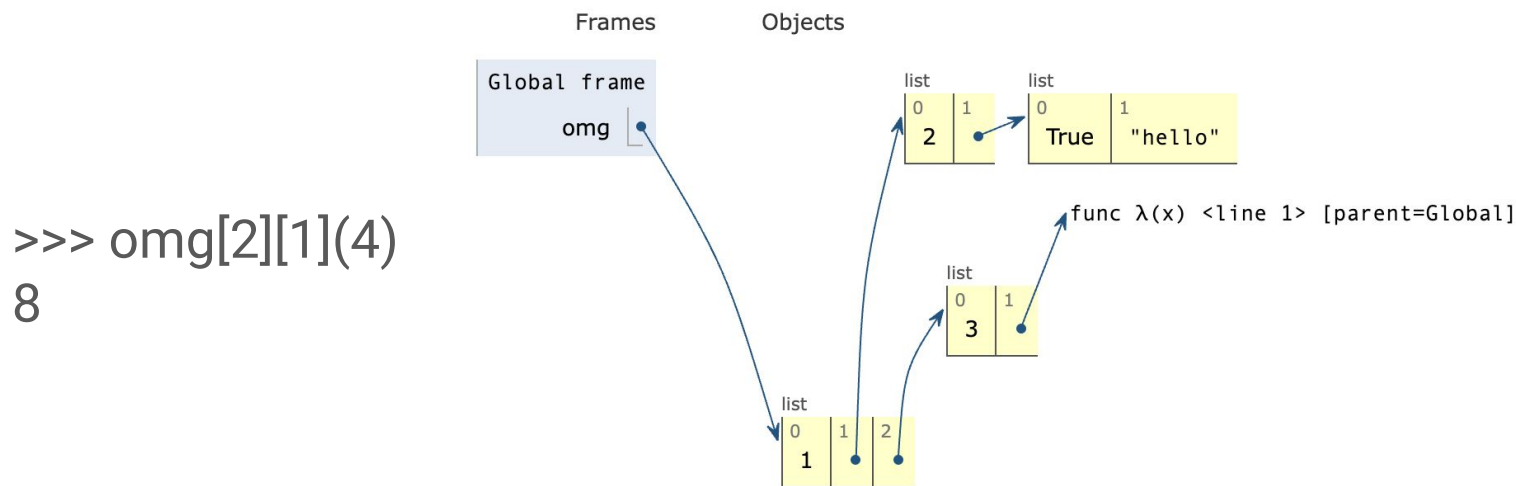 Frames Objects
Global frame
omg
list list
0 1 0 1
2 True "hello"
>>> omg[2][1](4)
8
func λ(x) <line 1> [parent=Global]
list
0 1
3
list
0 1 2
1